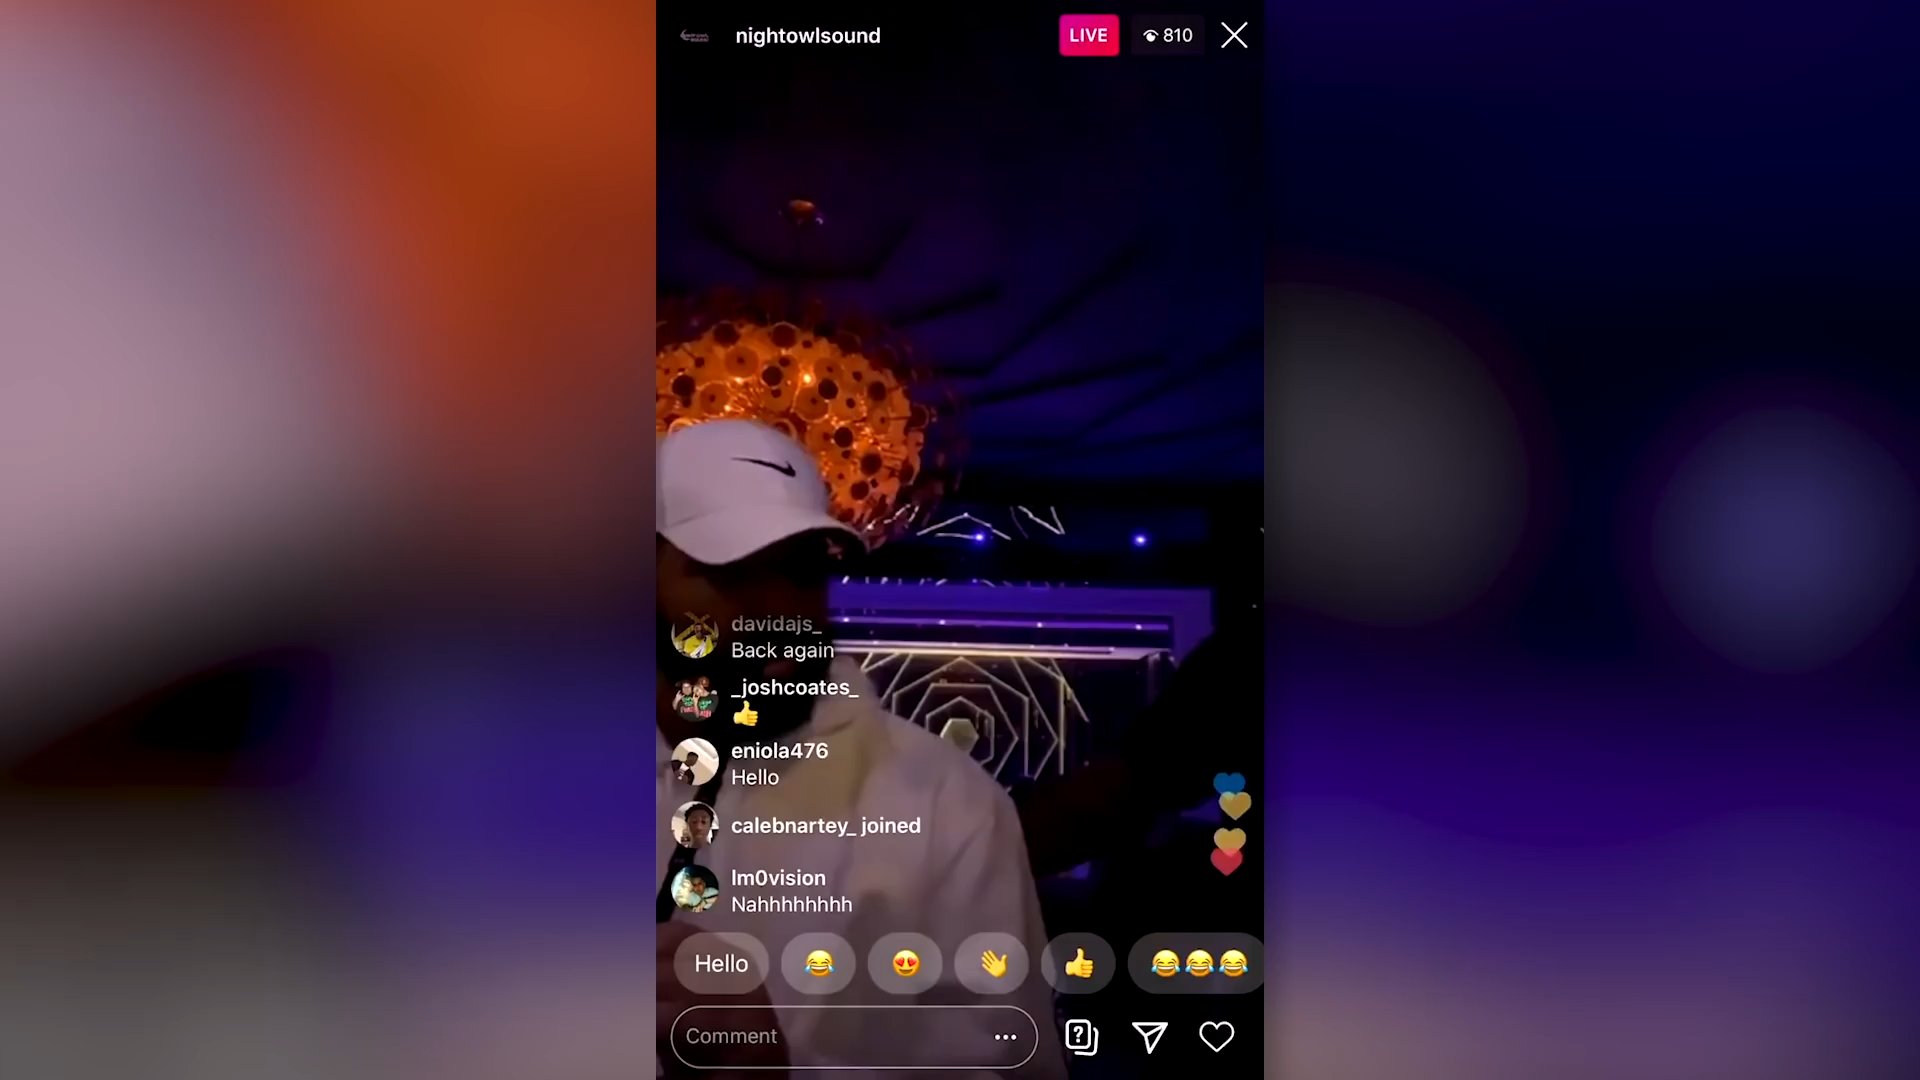 nightowlsound
LIVE
810
davidajs_
Back again
_joshcoates_
eniola476
Hello
calebnartey_ joined
lm0vision
Nahhhhhhhh
Hello
Comment